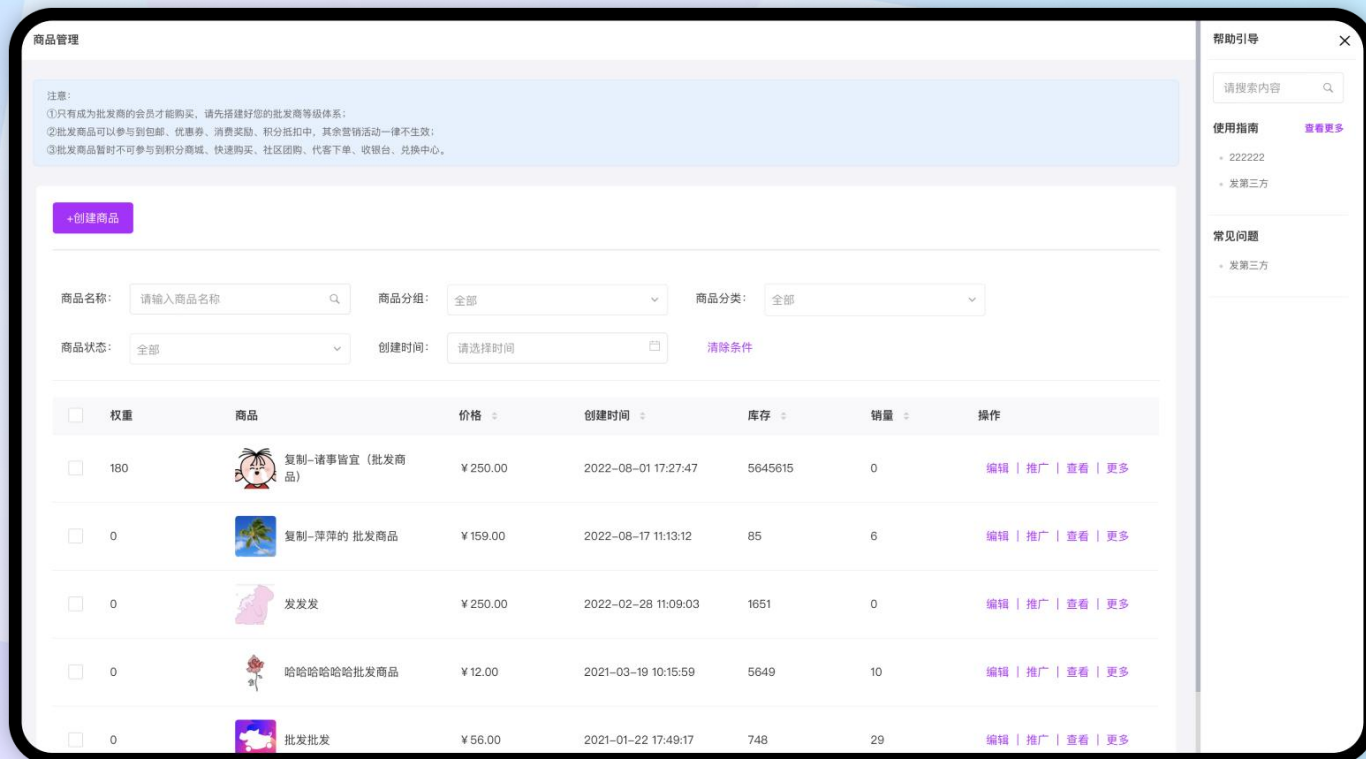 商品管理
注意：
①只有成为批发商的会员才能购买，请先搭建好您的批发商等级体系；
②批发商品可以参与到包邮、优惠券、消费奖励、积分抵扣中，其余营销活动一律不生效；
③批发商品暂时不可参与到积分商城、快速购买、社区团购、代客下单、收银台、兑换中心。
+创建商品
商品名称： 请输入商品名称 商品分组： 全部 商品分类： 全部
商品状态： 全部 创建时间： 请选择时间 清除条件
权重 商品 价格 创建时间 库存 销量 操作
180 复制-诸事皆宜（批发商 ¥250.00 2022-08-01 17:27:47 5645615 0 编辑 | 推广 | 查看 | 更多
品）
0 复制-萍萍的 批发商品 ¥159.00 2022-08-17 11:13:12 85 6 编辑 | 推广 | 查看 | 更多
0 发发发 ¥250.00 2022-02-28 11:09:03 1651 0 编辑 | 推广 | 查看 | 更多
0 哈哈哈哈哈哈批发商品 ¥12.00 2021-03-19 10:15:59 5649 10 编辑 | 推广 | 查看 | 更多
0 批发批发 ¥56.00 2021-01-22 17:49:17 748 29 编辑 | 推广 | 查看 | 更多
帮助引导
请搜索内容
使用指南 查看更多
222222
发第三方
常见问题
发第三方